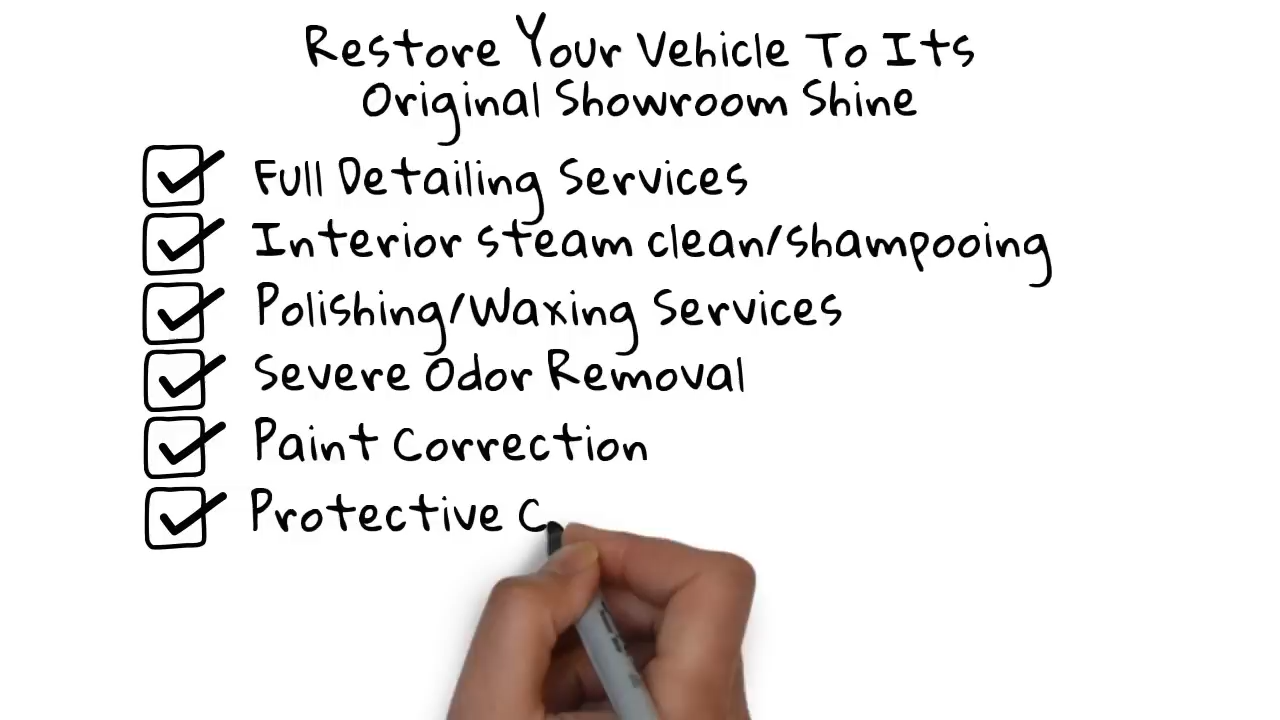 Restore Your Vehicle To Its
Original Showroom Shine
Full Detailing Services
Interior steam clean/shampooing
Polishing/Waxing Services
Severe Odor Removal
Paint Correction
Protective C